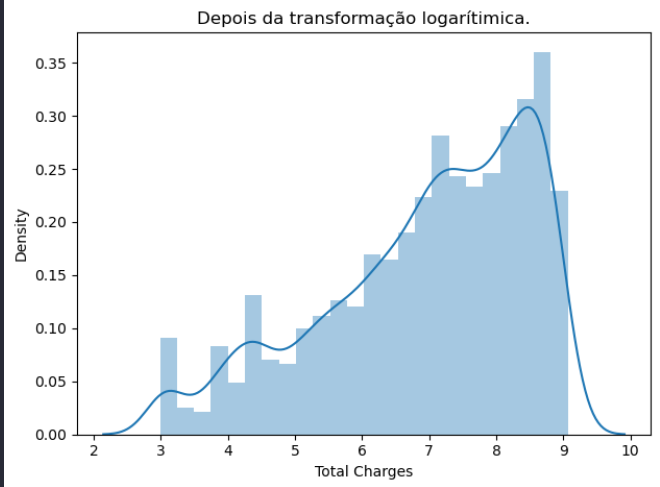 Depois da transformação logarítimica.
0.35
0.30
0.25
0.20
0.15
0.10
0.05
0.00
Density
2 3 4 5 6 7 8 9 10
Total Charges